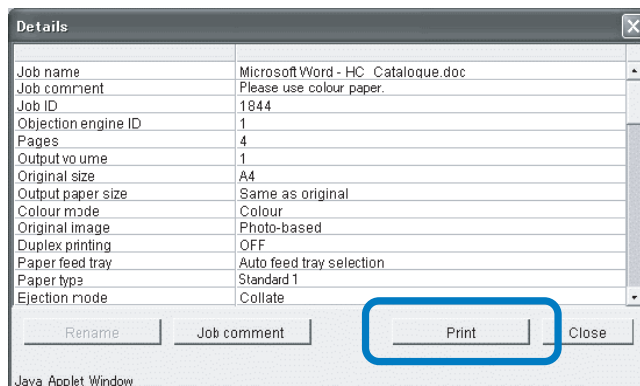 Details
Job name Microsoft Word - HC Catalogue.doc
Job comment Please use colour paper.
Job ID 1844
Objection engine ID 1
Pages 4
Output volume 1
Original size A4
Output paper size Same as original
Colour mode Colour
Original image Photo-based
Duplex printing OFF
Paper feed tray Auto feed tray selection
Paper type Standard 1
Ejection mode Collate
Rename Job comment Print Close
Java Applet Window